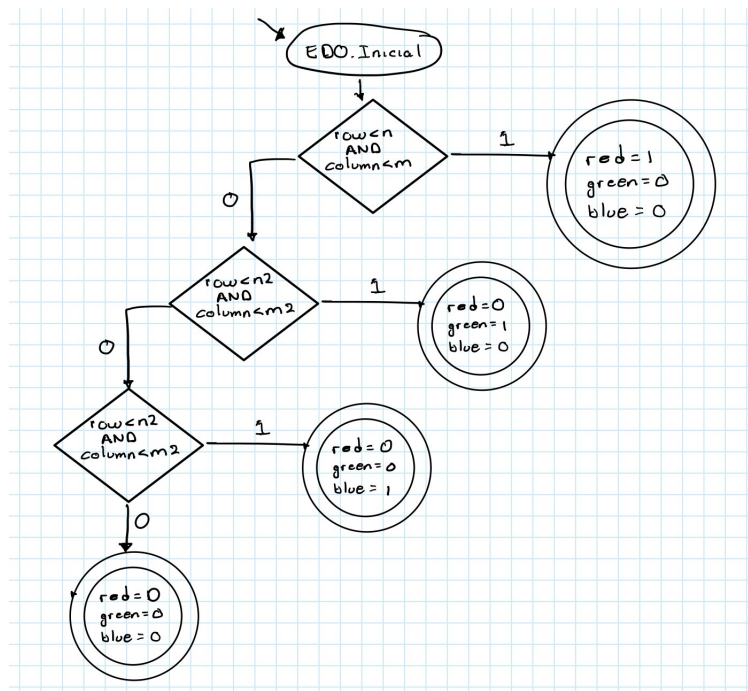 EDO.Inicial
row<n
AND
column<m
1
red=1
green=0
blue=0
0
row<n2
AND
column<m2
1
red=0
green=1
blue=0
0
row<n2
AND
column<m2
1
red=0
green=0
blue=1
0
red=0
green=0
blue=0